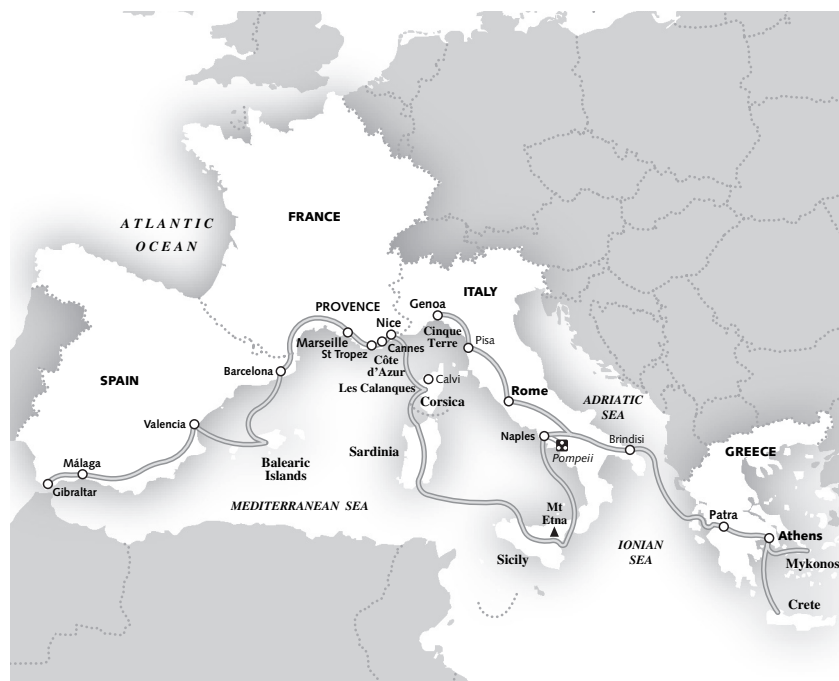 ATLANTIC
OCEAN
FRANCE
ITALY
PROVENCE
Genoa
Nice
Cinque
Terre
Pisa
Marseille
St Tropez
Cannes
Côte
d’Azur
Les Calanques
Calvi
Corsica
Barcelona
SPAIN
Rome
ADRIATIC
SEA
Valencia
Naples
Pompeii
Brindisi
GREECE
Sardinia
Málaga
Gibraltar
Balearic
Islands
MEDITERRANEAN SEA
Mt
Etna
Sicily
IONIAN
SEA
Patra
Athens
Mykonos
Crete